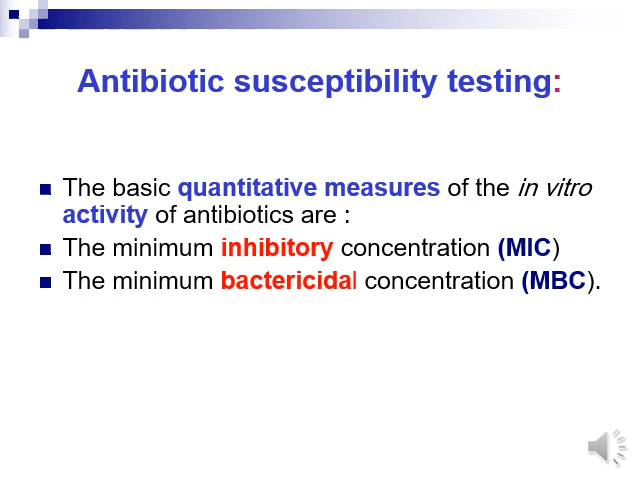 Antibiotic susceptibility testing:
The basic quantitative measures of the in vitro
activity of antibiotics are :
The minimum inhibitory concentration (MIC)
The minimum bactericidal concentration (MBC).